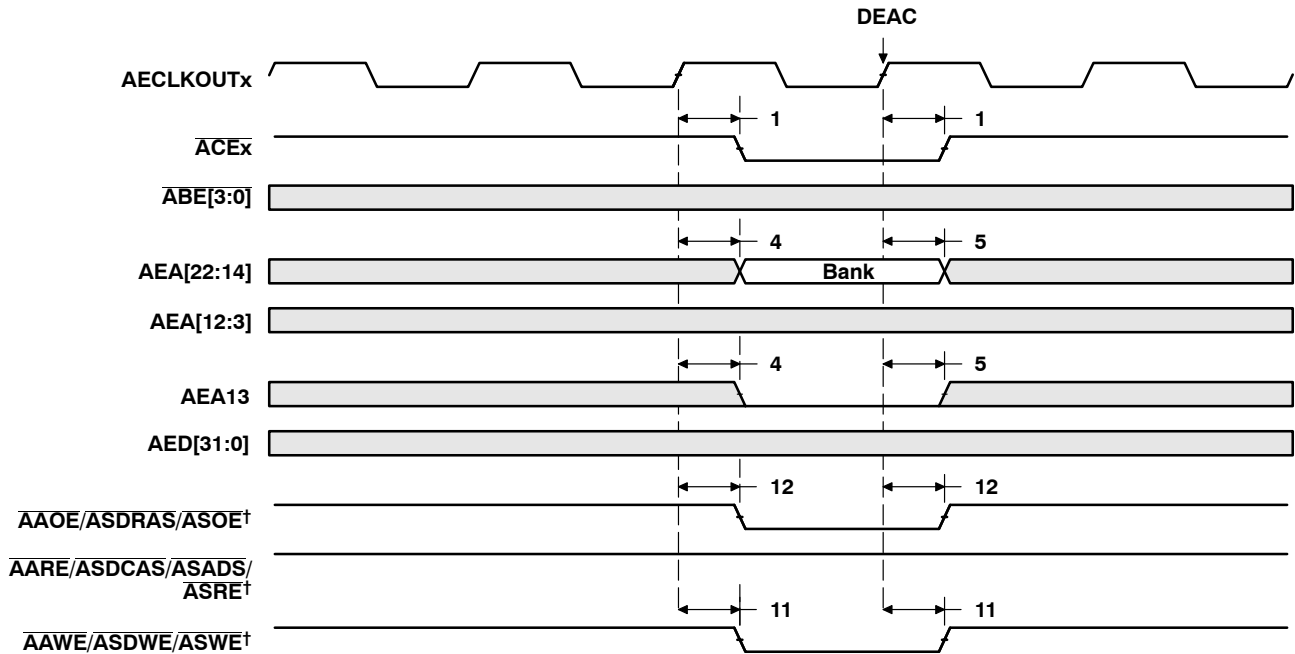 DEAC
AECLKOUTx
1 1
ACEx
ABE[3:0]
4 5
AEA[22:14] Bank
AEA[12:3]
4 5
AEA13
AED[31:0]
12 12
AAOE/ASDRAS/ASOE†
AARE/ASDCAS/ASADS/
ASRE†
11 11
AAWE/ASDWE/ASWE†